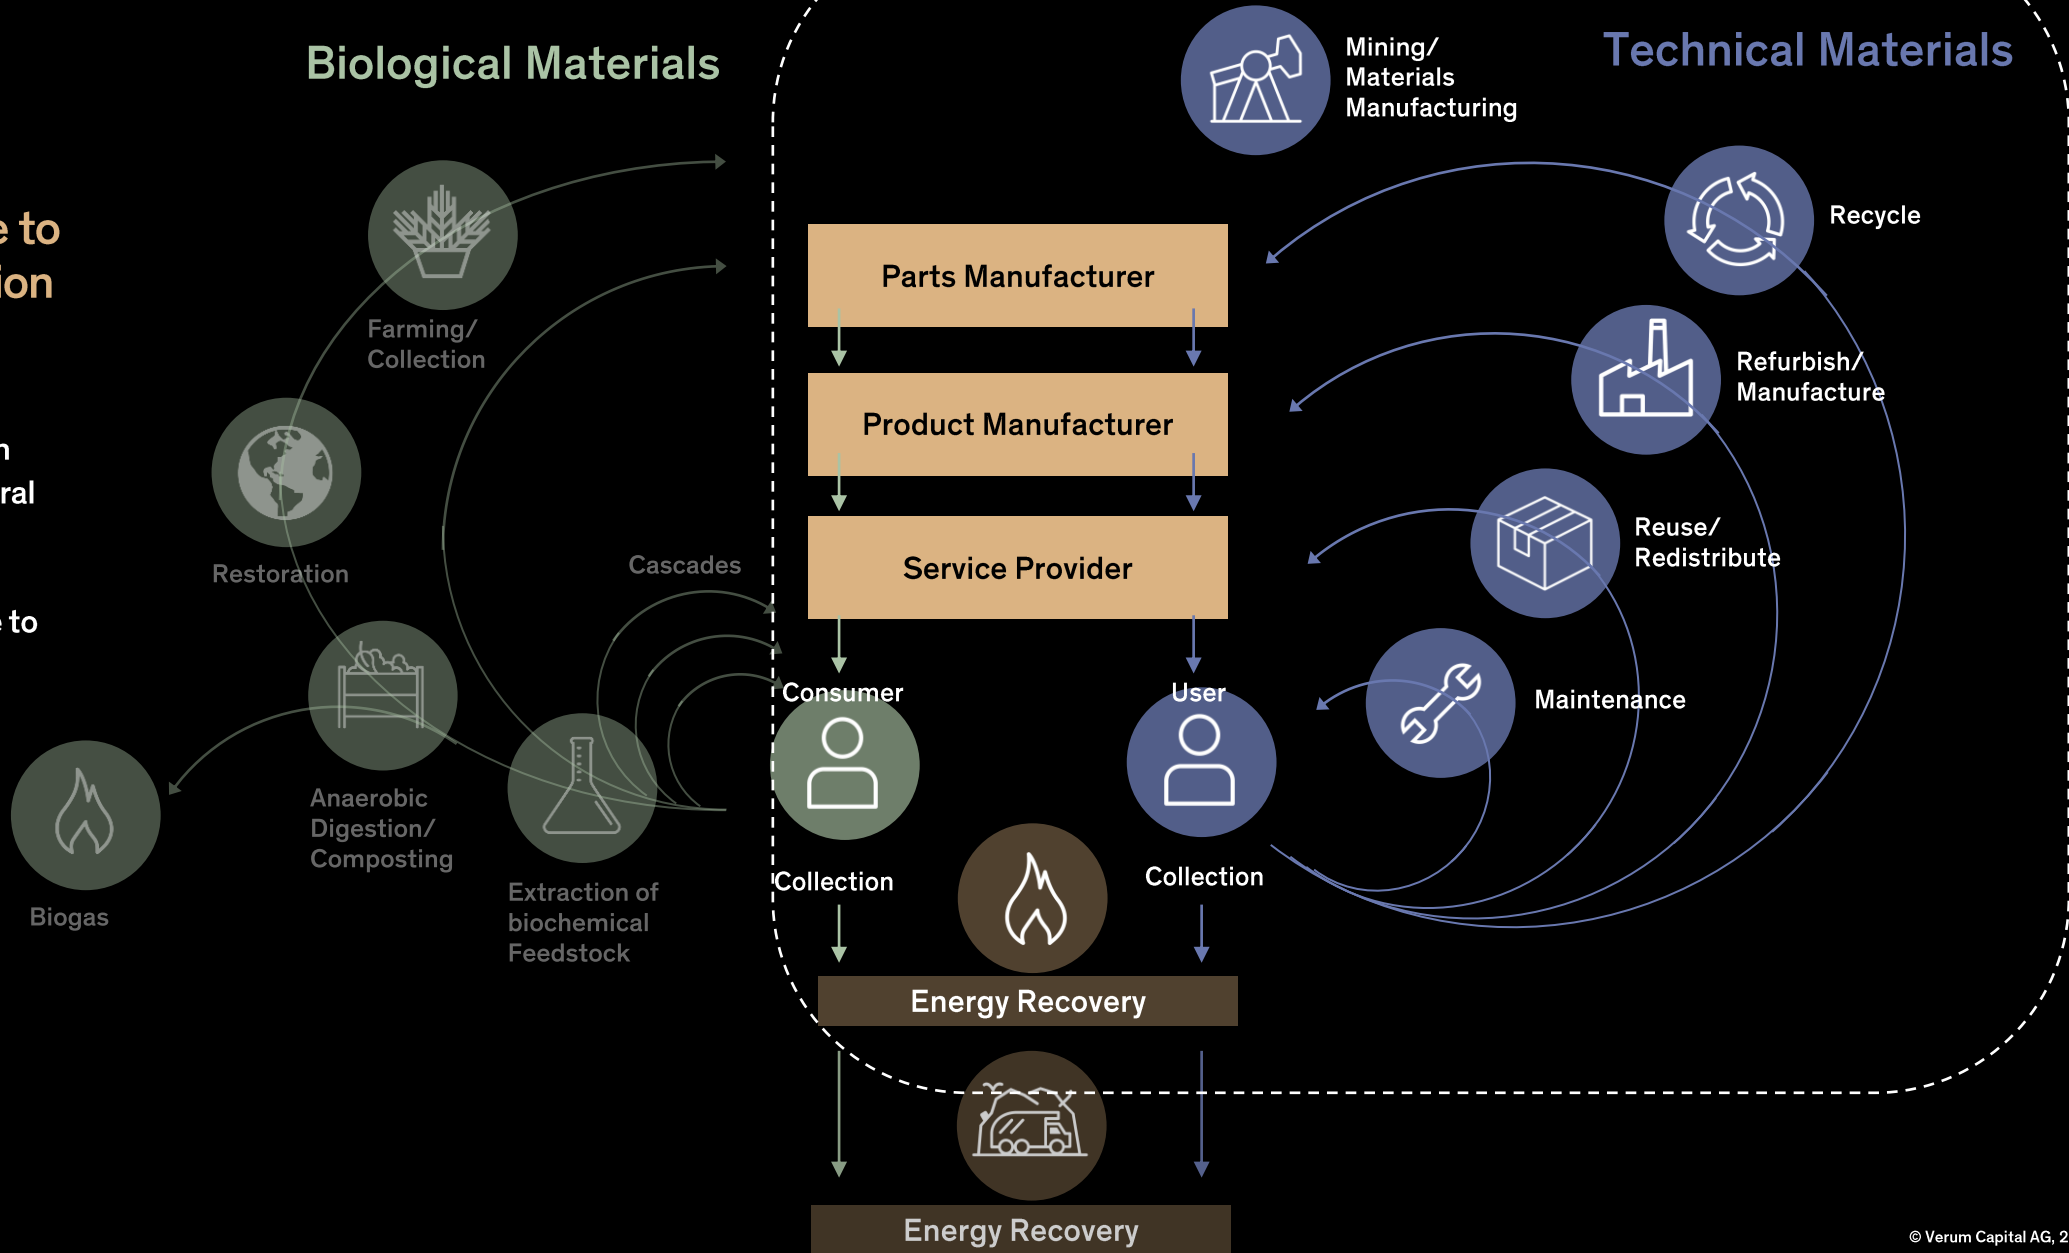 Biological Materials
Technical Materials
Mining/
Materials
Manufacturing
Recycle
e to
ion
Parts Manufacturer
Farming/
Collection
Refurbish/
Manufacture
Product Manufacturer
n
ral
Reuse/
Redistribute
Cascades
Service Provider
Restoration
e to
Consumer
User
Maintenance
Anaerobic
Digestion/
Composting
Collection
Collection
Extraction of
biochemical
Feedstock
Biogas
Energy Recovery
Energy Recovery
© Verum Capital AG, 2